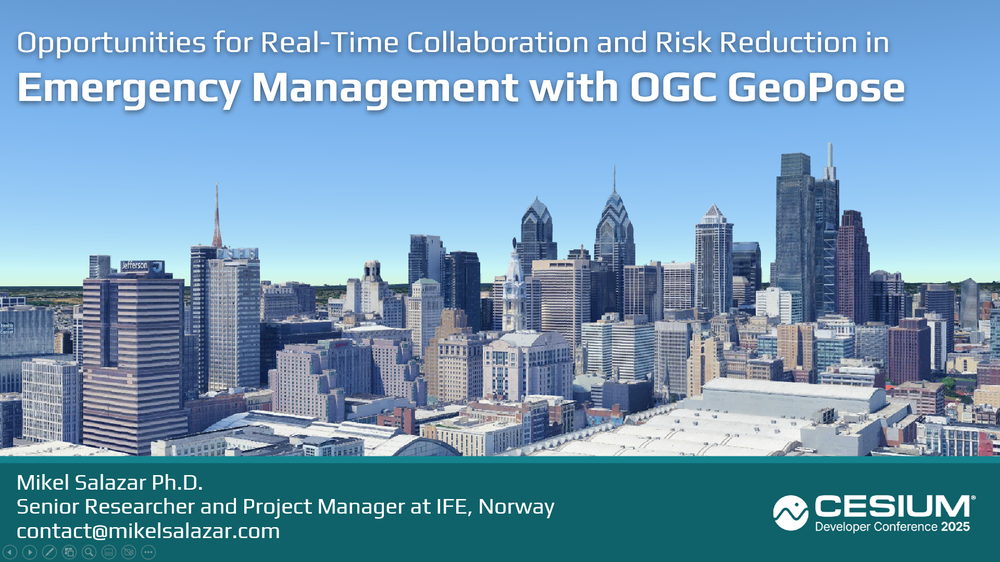 Opportunities for Real-Time Collaboration and Risk Reduction in
Emergency Management with OGC GeoPose
Jefferson
Health
Mikel Salazar Ph.D.
Senior Researcher and Project Manager at IFE, Norway
contact@mikelsalazar.com
CESIUM®
Developer Conference 2025